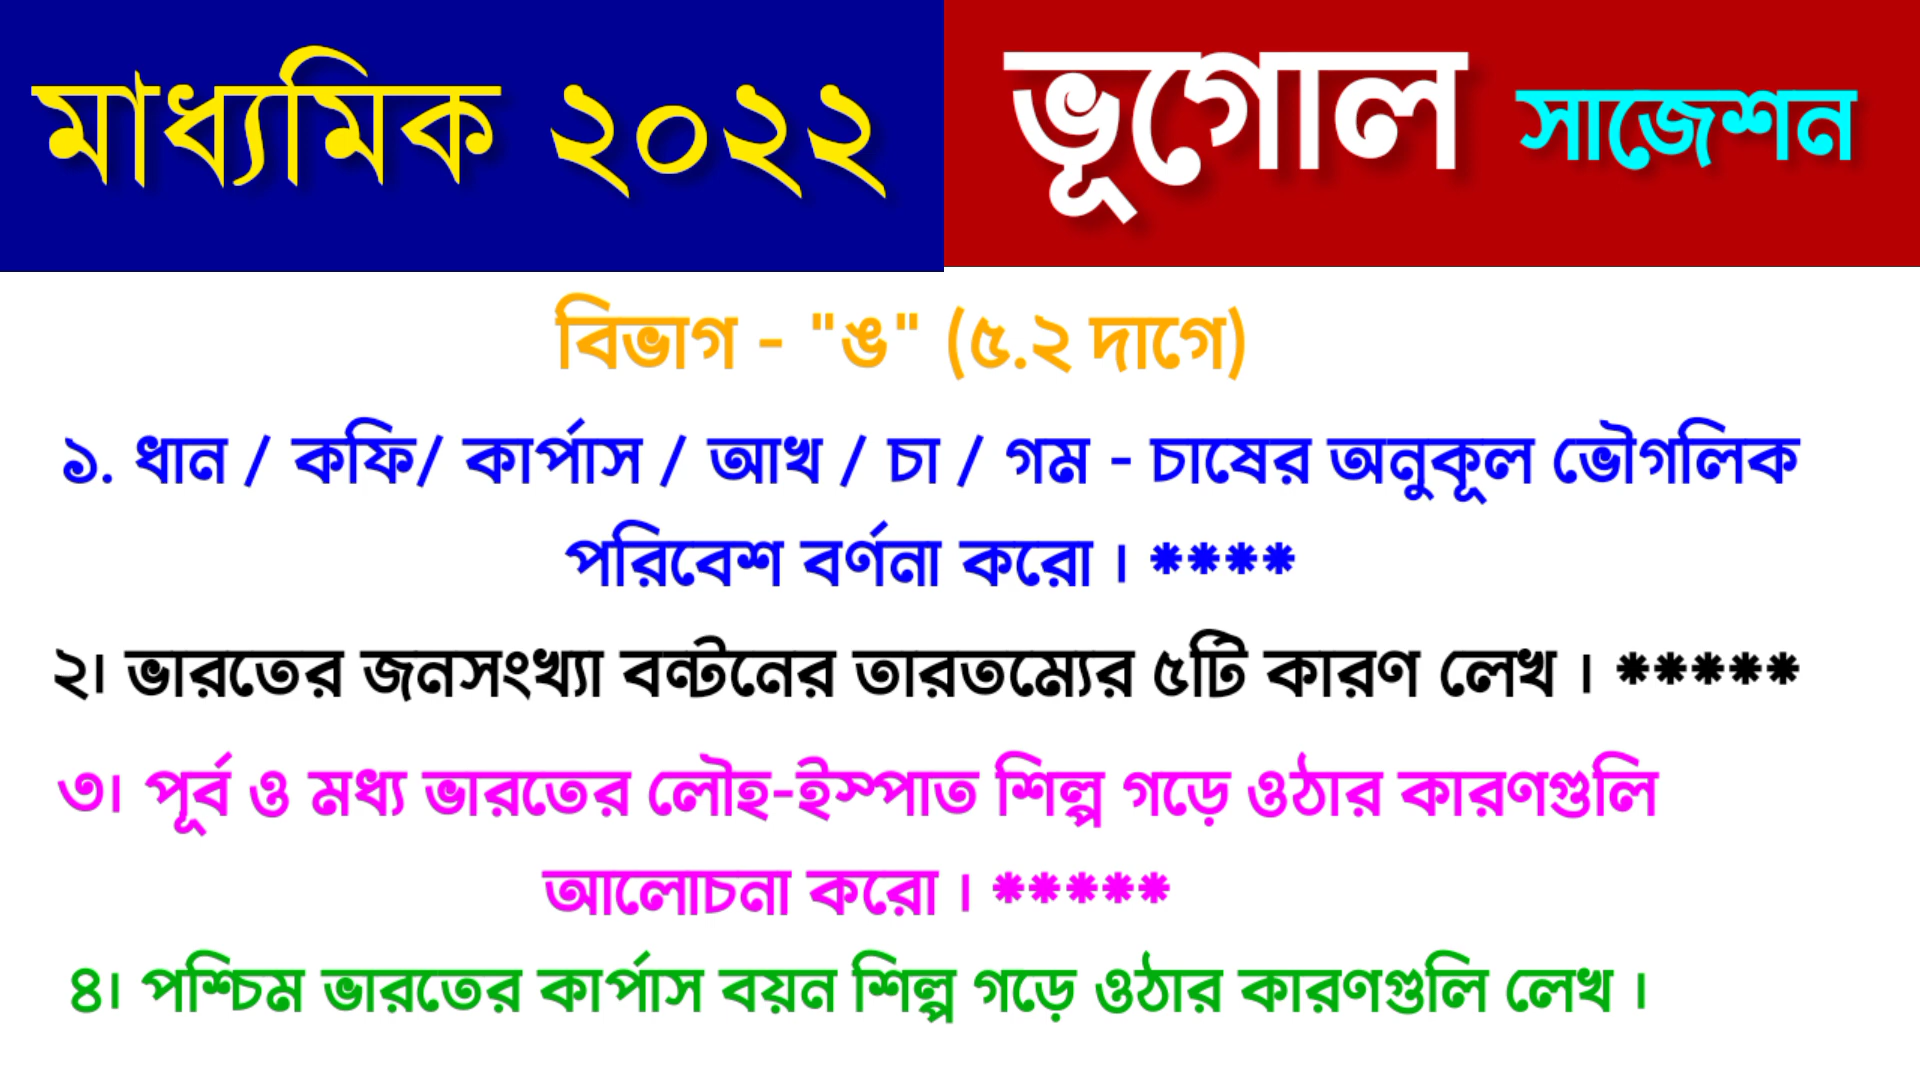 মাধ্যমিক ২০২২
ভূগোল সাজেশন
বিভাগ - "ঙ" (৫.২ দাগে)
১. ধান / কফি/ কার্পাস / আখ / চা / গম - চাষের অনুকূল ভৌগলিক
পরিবেশ বর্ণনা করো । ****
২। ভারতের জনসংখ্যা বন্টনের তারতম্যের ৫টি কারণ লেখ । *****
৩। পূর্ব ও মধ্য ভারতের লৌহ-ইস্পাত শিল্প গড়ে ওঠার কারণগুলি
আলোচনা করো । *****
৪। পশ্চিম ভারতের কার্পাস বয়ন শিল্প গড়ে ওঠার কারণগুলি লেখ ।